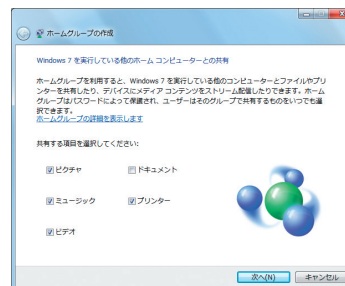 ホームグループの作成
Windows 7 を実行している他のホーム コンピューターとの共有
ホームグループを利用すると、Windows 7 を実行している他のコンピューターとファイルやプリ
ンターを共有したり、デバイスにメディア コンテンツをストリーム配信したりできます。ホーム
グループはパスワードによって保護され、ユーザーはそのグループで共有するものをいつでも選
択できます。
ホームグループの詳細を表示します
共有する項目を選択してください:
ピクチャ ドキュメント
ミュージック プリンター
ビデオ
次へ(N) キャンセル